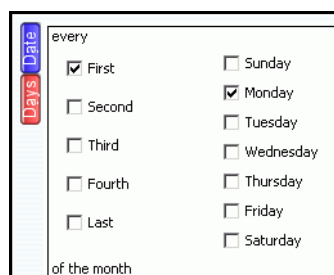 Date
Days
every
First
Second
Third
Fourth
Last
Sunday
Monday
Tuesday
Wednesday
Thursday
Friday
Saturday
of the month